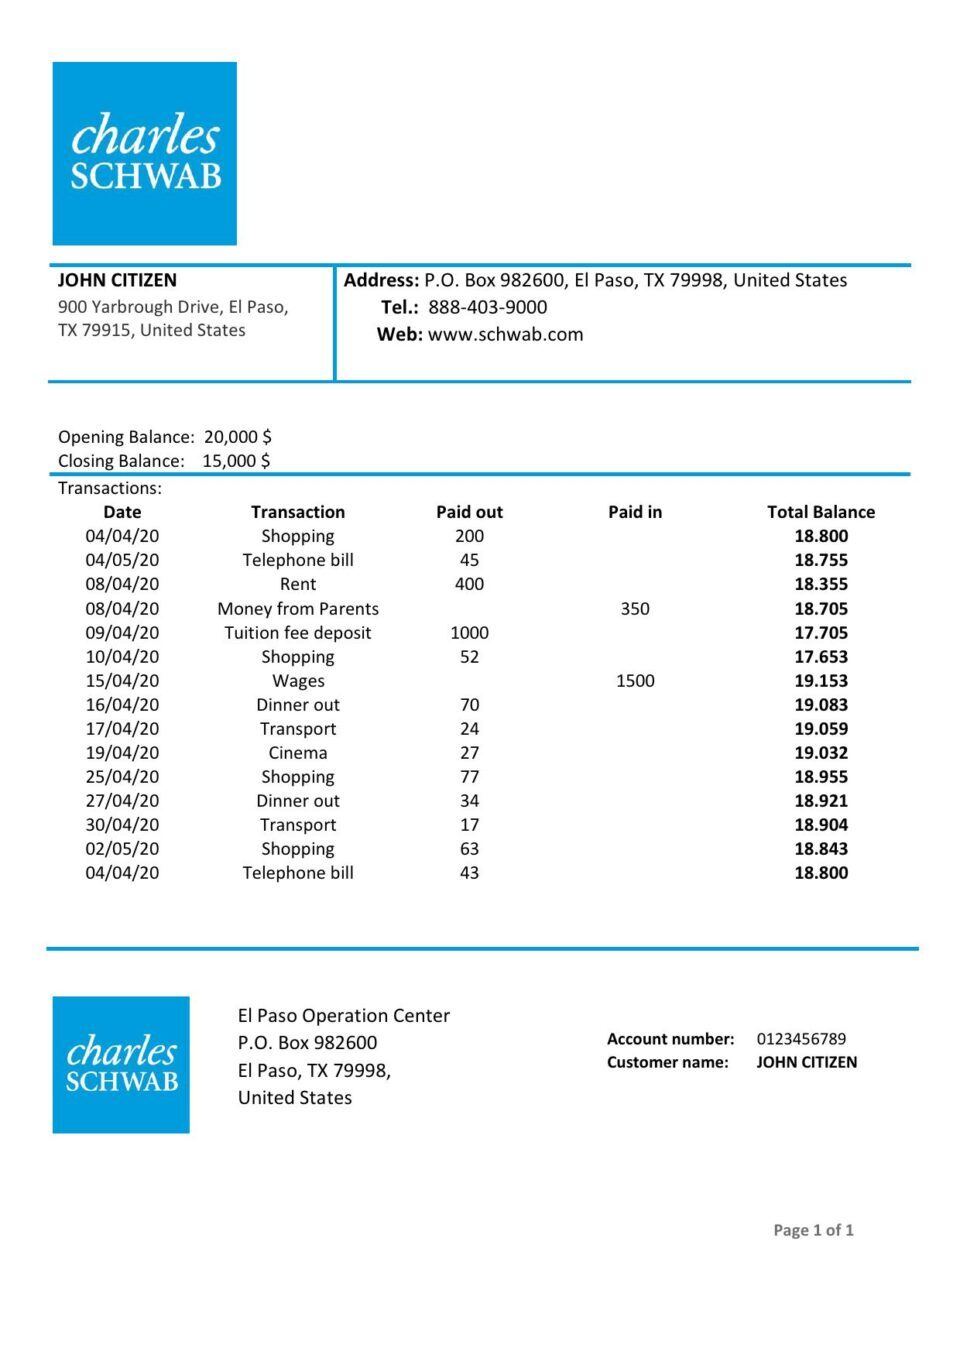 charles
SCHWAB
JOHN CITIZEN
900 Yarbrough Drive, El Paso,
TX 79915, United States
Address: P.O. Box 982600, El Paso, TX 79998, United States
Tel.: 888-403-9000
Web: www.schwab.com
Opening Balance: 20,000 $
Closing Balance: 15,000 $
Transactions:
Date Transaction Paid out Paid in Total Balance
04/04/20 Shopping 200 18.800
04/05/20 Telephone bill 45 18.755
08/04/20 Rent 400 18.355
08/04/20 Money from Parents 350 18.705
09/04/20 Tuition fee deposit 1000 17.705
10/04/20 Shopping 52 17.653
15/04/20 Wages 1500 19.153
16/04/20 Dinner out 70 19.083
17/04/20 Transport 24 19.059
19/04/20 Cinema 27 19.032
25/04/20 Shopping 77 18.955
27/04/20 Dinner out 34 18.921
30/04/20 Transport 17 18.904
02/05/20 Shopping 63 18.843
04/04/20 Telephone bill 43 18.800
charles
SCHWAB
El Paso Operation Center
P.O. Box 982600
El Paso, TX 79998,
United States
Account number: 0123456789
Customer name: JOHN CITIZEN
Page 1 of 1